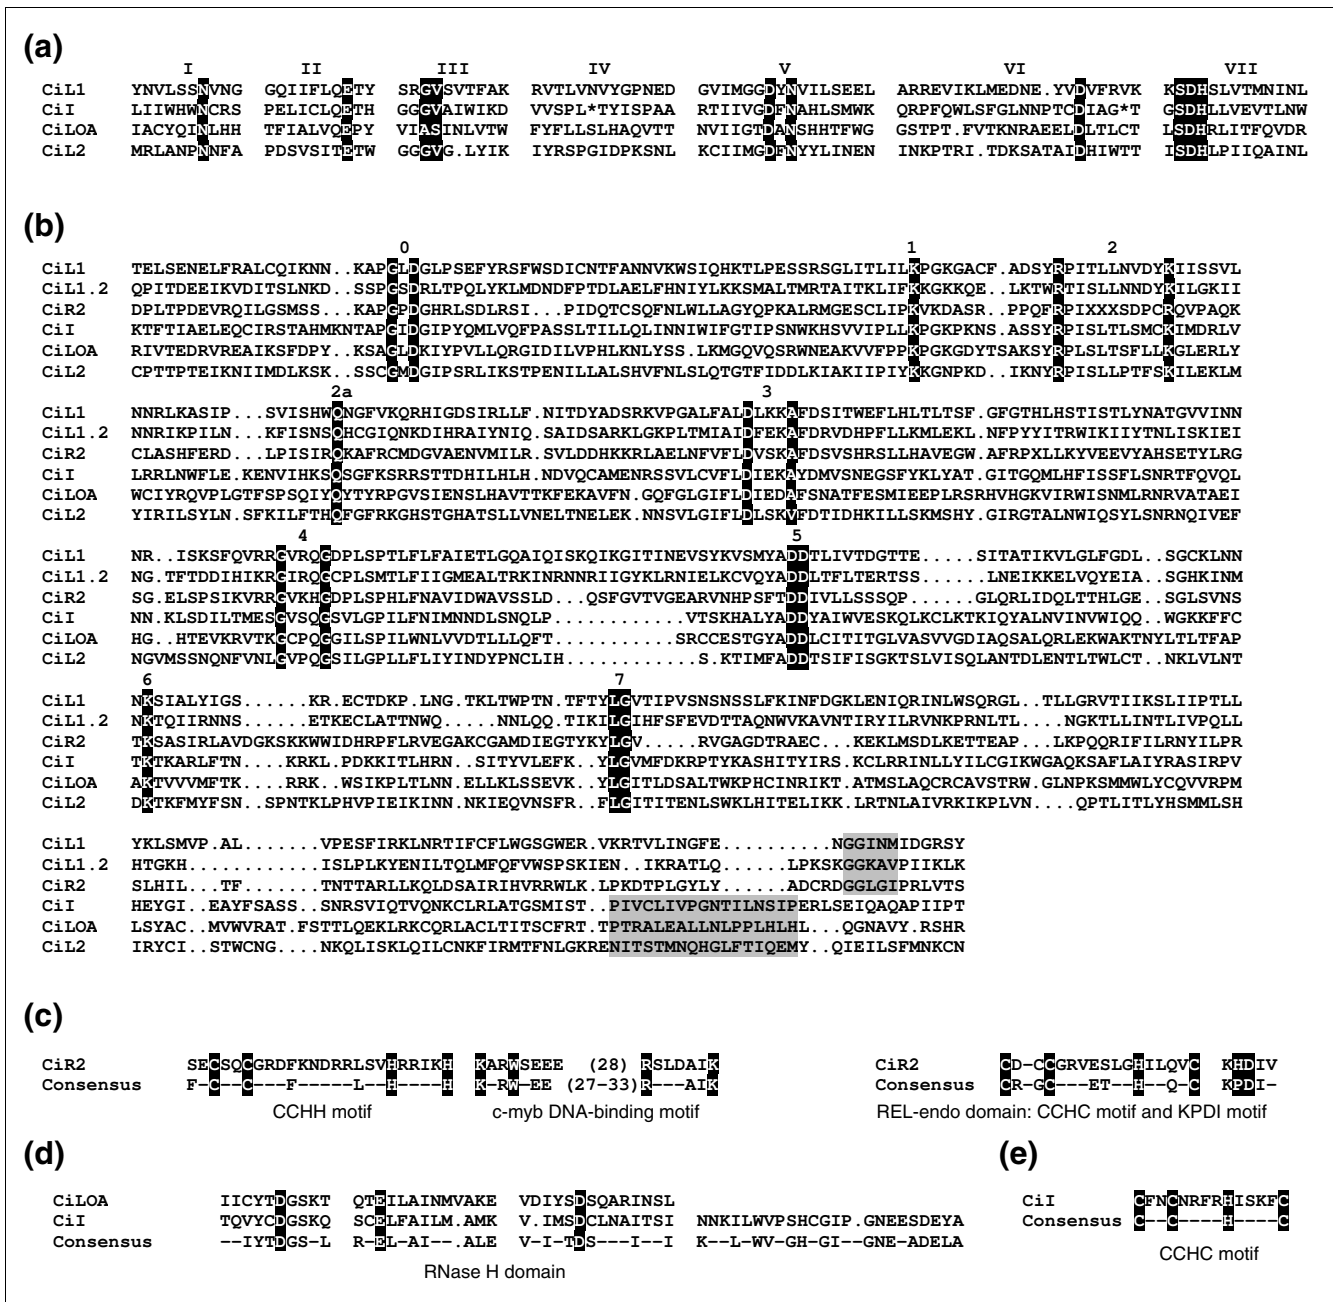 (a)
I II III IV V VI VII
CiL1 YNVLSSNVNG GQIIFLQETY SRGVSVTFAK RVTLVNVYGPNED GVIMGGDYNVILSEEL ARREVIKLMEDNE.YVDVFRVK KSDHSLVTMNINL
CiI LIIWHWNCRS PELICLQETH GGGVAIWIKD VVSPL*TYISPAA RTIIVGDFNAHLSMWK QRPFQWLSFGLNNPTCDIAG*T GSDHLLVEVTLNW
CiLOA IACYQINLHH TFIALVQEPY VIASINLVTW FYFLLSLHAQVTT NVIIGTDANSHHTFWG GSTPT.FVTKNRAEELDLTLCT LSDHRLITFQVDR
CiL2 MRLANPNNFA PDSVSITETW GGGVG.LYIK IYRSPGIDPKSNL KCIIMGDFNYYLINEN INKPTRI.TDKSATAIDHIWTT ISDHLPIIQAINL
(b)
0 1 2
CiL1 TELSENELFRALCQIKNN..KAPGLDGLPSEFYRSFWSDICNTFANNVKWSIQHKTLPESSRSGLITLILKPGKGACF.ADSYRPITLLNVDYKIISSVL
CiL1.2 QPITDEEIKVDITSLNKD..SSPGSDRLTPQLYKLMDNDFPTDLAELFHNIYLKKSMALTMRTAITKLIFKKGKKQE..LKTWRTISLLNNDYKILGKII
CiR2 DPLTPDEVRQILGSMSS...KAPGPDGHRLSDLRSI...PIDQTCSQFNLWLLAGYQPKALRMGESCLIPKVKDASR..PPQFRPIXXXSDPCRQVPAQK
CiI KTFTIAELEQCIRSTAHMKNTAPGIDGIPYQMLVQFPASSLTILLQLINNIWIFGTIPSNWKHSVVIPLLKPGKPKNS.ASSYRPISLTLSMCKIMDRLV
CiLOA RIVTEDRVREAIKSFDPY..KSAGLDKIYPVLLQRGIDILVPHLKNLYSS.LKMGQVQSRWNEAKVVFPPKPGKGDYTSAKSYRPLSLTSFLLKGLERLY
CiL2 CPTTPTEIKNIIMDLKSK..SSCGMDGIPSRLIKSTPENILLALSHVFNLSLQTGTFIDDLKIAKIIPIYKKGNPKD..IKNYRPISLLPTFSKILEKLM
2a 3
CiL1 NNRLKASIP...SVISHWQNGFVKQRHIGDSIRLLF.NITDYADSRKVPGALFALDLKKAFDSITWEFLHLTLTSF.GFGTHLHSTISTLYNATGVVINN
CiL1.2 NNRIKPILN...KFISNSQHCGIQNKDIHRAIYNIQ.SAIDSARKLGKPLTMIAIDFEKAFDRVDHPFLLKMLEKL.NFPYYITRWIKIIYTNLISKIEI
CiR2 CLASHFERD...LPISIRQKAFRCMDGVAENVMILR.SVLDDHKKRLAELNFVFLDVSKAFDSVSHRSLLHAVEGW.AFRPXLLKYVEEVYAHSETYLRG
CiI LRRLNWFLE.KENVIHKSQSGFKSRRSTTDHILHLH.NDVQCAMENRSSVLCVFLDIEKAYDMVSNEGSFYKLYAT.GITGQMLHFISSFLSNRTFQVQL
CiLOA WCIYRQVPLGTFSPSQIYQYTYRPGVSIENSLHAVTTKFEKAVFN.GQFGLGIFLDIEDAFSNATFESMIEEPLRSRHVHGKVIRWISNMLRNRVATAEI
CiL2 YIRILSYLN.SFKILFTHQFGFRKGHSTGHATSLLVNELTNELEK.NNSVLGIFLDLSKVFDTIDHKILLSKMSHY.GIRGTALNWIQSYLSNRNQIVEF
4 5
CiL1 NR..ISKSFQVRRGVRQGDPLSPTLFLFAIETLGQAIQISKQIKGITINEVSYKVSMYADDTLIVTDGTTE.....SITATIKVLGLFGDL..SGCKLNN
CiL1.2 NG.TFTDDIHIKRGIRQGCPLSMTLFIIGMEALTRKINRNNRIIGYKLRNIELKCVQYADDLTFLTERTSS.....LNEIKKELVQYEIA..SGHKINM
CiR2 SG.ELSPSIKVRRGVKHGDPLSPHLFNAVIDWAVSSLD...QSFGVTVGEARVNHPSFTDDIVLLSSSQP......GLQRLIDQLTTHLGE..SGLSVNS
CiI NN.KLSDILTMESGVSQGSVLGPILFNIMNNDLSNQLP...........VTSKHALYADDYAIWVESKQLKCLKTKIQYALNVINVWIQQ..WGKKFFC
CiLOA HG..HTEVKRVTKGCPQGGILSPILWNLVVDTLLLQFT..........SRCCESTGYADDLCITITGLVASVVGDIAQSALQRLEKWAKTNYLTLTFAP
CiL2 NGVMSSNQNFVNLGVPQGSILGPLLFLIYINDYPNCLIH............S.KTIMFADDTSIFISGKTSLVISQLANTDLENTLTWLCT..NKLVLNT
6 7
CiL1 NKSIALYIGS......KR.ECTDKP.LNG.TKLTWPTN.TFTYLGVTIPVSNSNSSLFKINFDGKLENIQRINLWSQRGL..TLLGRVTIIKSLIIPTLL
CiL1.2 NKTQIIRNNS......ETKECLATTNWQ....NNLQQ.TIKILGIHFSFEVDTTAQNWVKAVNTIRYILRVNKPRNLTL....NGKTLLINTLIVPQLL
CiR2 TKSASIRLAVDGKSKKWWIDHRPFLRVEGAKCGAMDIEGTYKYLGV.....RVGAGDTRAEC...KEKLMSDLKETTEAP...LKPQQRIFILRNYILPR
CiI TKTKARLFTN......KRKL.PDKKITLHRN..SITYVLEFK..YLGVMFDKRPTYKASHITYIRS.KCLRRINLLYILCGIKWGAQKSAFLAIYRASIRPV
CiLOA AKTVVVMFTK......RRK..WSIKPLTLNN.ELLKLSSEVK..YLGITLDSALTWKPHCINRIKT.ATMSLAQCRCAVSTRW.GLNPKSMMWLYCQVVRPM
CiL2 DKTKFMYFSN...SPNTKLPHVPIEIKINN.NKIEQVNSFR..FLGITITENLSWKLHITELIKK.LRTNLAIVRKIKPLVN....QPTLITLYHSMMLSH
CiL1 YKLSMVP.AL......VPESFIRKLNRTIFCFLWGSGWER.VKRTVLINGFE..........NGGINMIDGRSY
CiL1.2 HTGKH............ISLPLKYENILTQLMFQFVWSPSKIEN..IKRATLQ......LPKSKGGKAVPIIKLK
CiR2 SLHIL...TF......TNTTARLLKQLDSAIRIHVRRWLK.LPKDTPLGYLY......ADCRDGGLGIPRLVTS
CiI HEYGI..EAYFSASS..SNRSVIQTVQNKCLRLATGSMIST..PIVCLIVPGNTILNSIPERLSEIQAQAPIIPT
CiLOA LSYAC...MVWVRAT.FSTTLQEKLRKCQRLACLTITSCFRT.TPTRALEALLNLPPLHLHL..QGNAVY.RSHR
CiL2 IRYCI...STWCNG...NKQLISKLQILCNKFIRMTFNLGKRENITSTMNQHGLFTIQEMY..QIEILSFMNKCN
(c)
CiR2 SECSQCGRDFKNDRRLSVHRRIKH KARWSEEE (28) RSLDAIK
Consensus F-C--C---F-----L--H----H K-RW-EE (27-33)R---AIK
CCHH motif c-myb DNA-binding motif
CiR2 CD-CCGRVESLGHILQVC KHDIV
Consensus CR-GC---ET--H--Q-C KPDI-
REL-endo domain: CCHC motif and KPDI motif
(d)
CiLOA IICYTDGSKT QTEILAINMVAKE VDIYSDSQARINSL
CiI TQVYCDGSKQ SCELFAILM.AMK V.IMSDCLNAITSI NNKILWVPSHCGIP.GNEESDEYA
Consensus --IYTDGS-L R-EL-AI--.ALE V-I-TDS---I--I K--L-WV-GH-GI--GNE-ADELA
RNase H domain
(e)
CiI CFNCNRFRHISKFC
Consensus C--C----H----C
CCHC motif